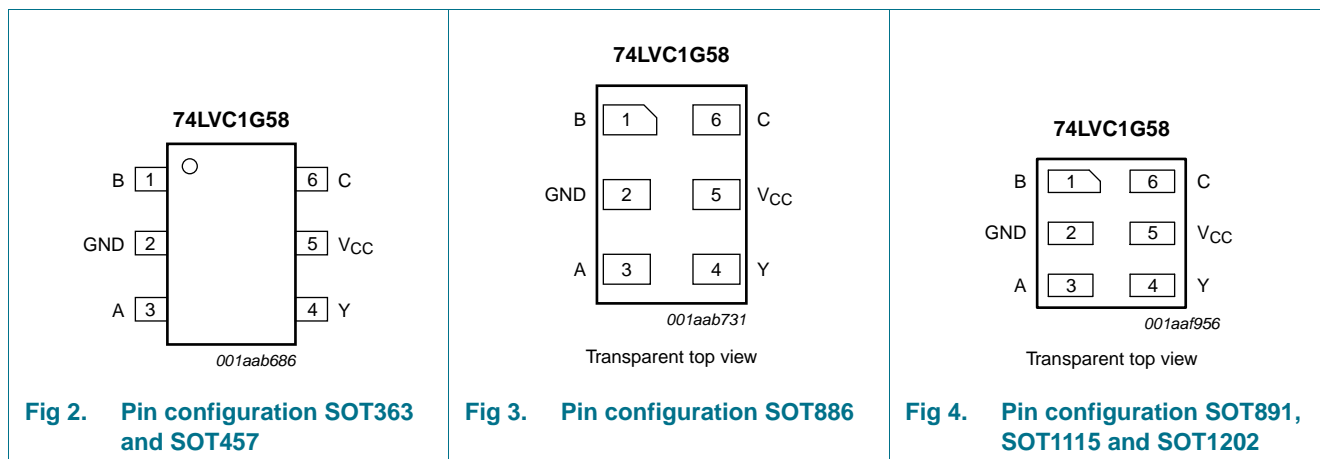 74LVC1G58
B 1 6 C
GND 2 5 VCC
A 3 4 Y
001aab686
Fig 2. Pin configuration SOT363
and SOT457
74LVC1G58
B 1 6 C
GND 2 5 VCC
A 3 4 Y
001aab731
Transparent top view
Fig 3. Pin configuration SOT886
74LVC1G58
B 1 6 C
GND 2 5 VCC
A 3 4 Y
001aaf956
Transparent top view
Fig 4. Pin configuration SOT891,
SOT1115 and SOT1202